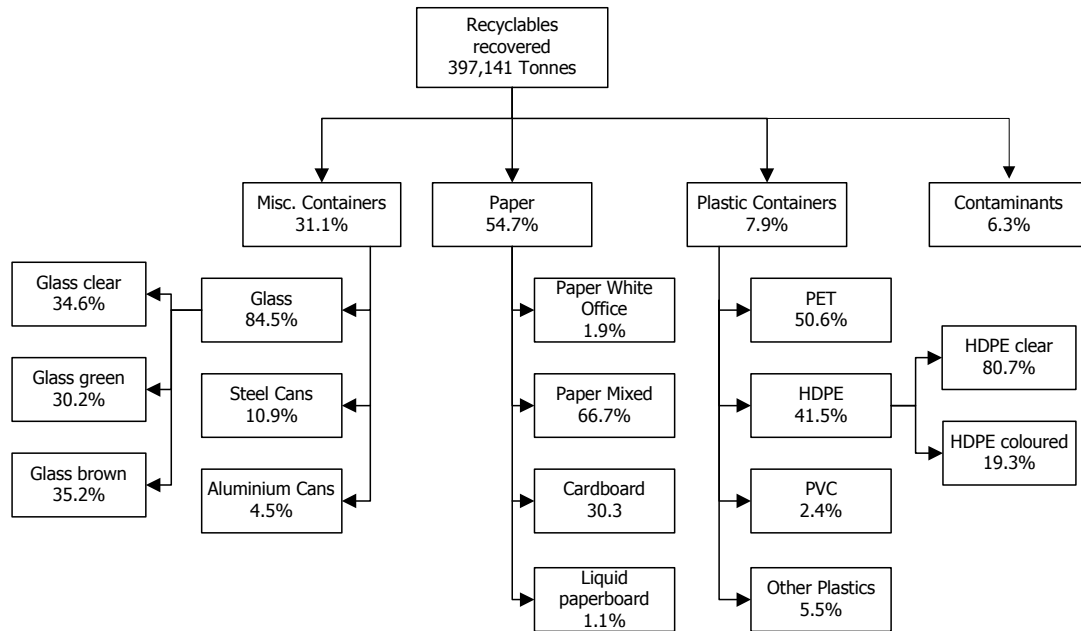 Recyclables
recovered
397,141 Tonnes
Misc. Containers
31.1%
Paper
54.7%
Plastic Containers
7.9%
Contaminants
6.3%
Glass clear
34.6%
Glass
84.5%
Paper White
Office
1.9%
PET
50.6%
HDPE clear
80.7%
Glass green
30.2%
Steel Cans
10.9%
Paper Mixed
66.7%
HDPE
41.5%
HDPE coloured
19.3%
Glass brown
35.2%
Aluminium Cans
4.5%
Cardboard
30.3
PVC
2.4%
Liquid
paperboard
1.1%
Other Plastics
5.5%